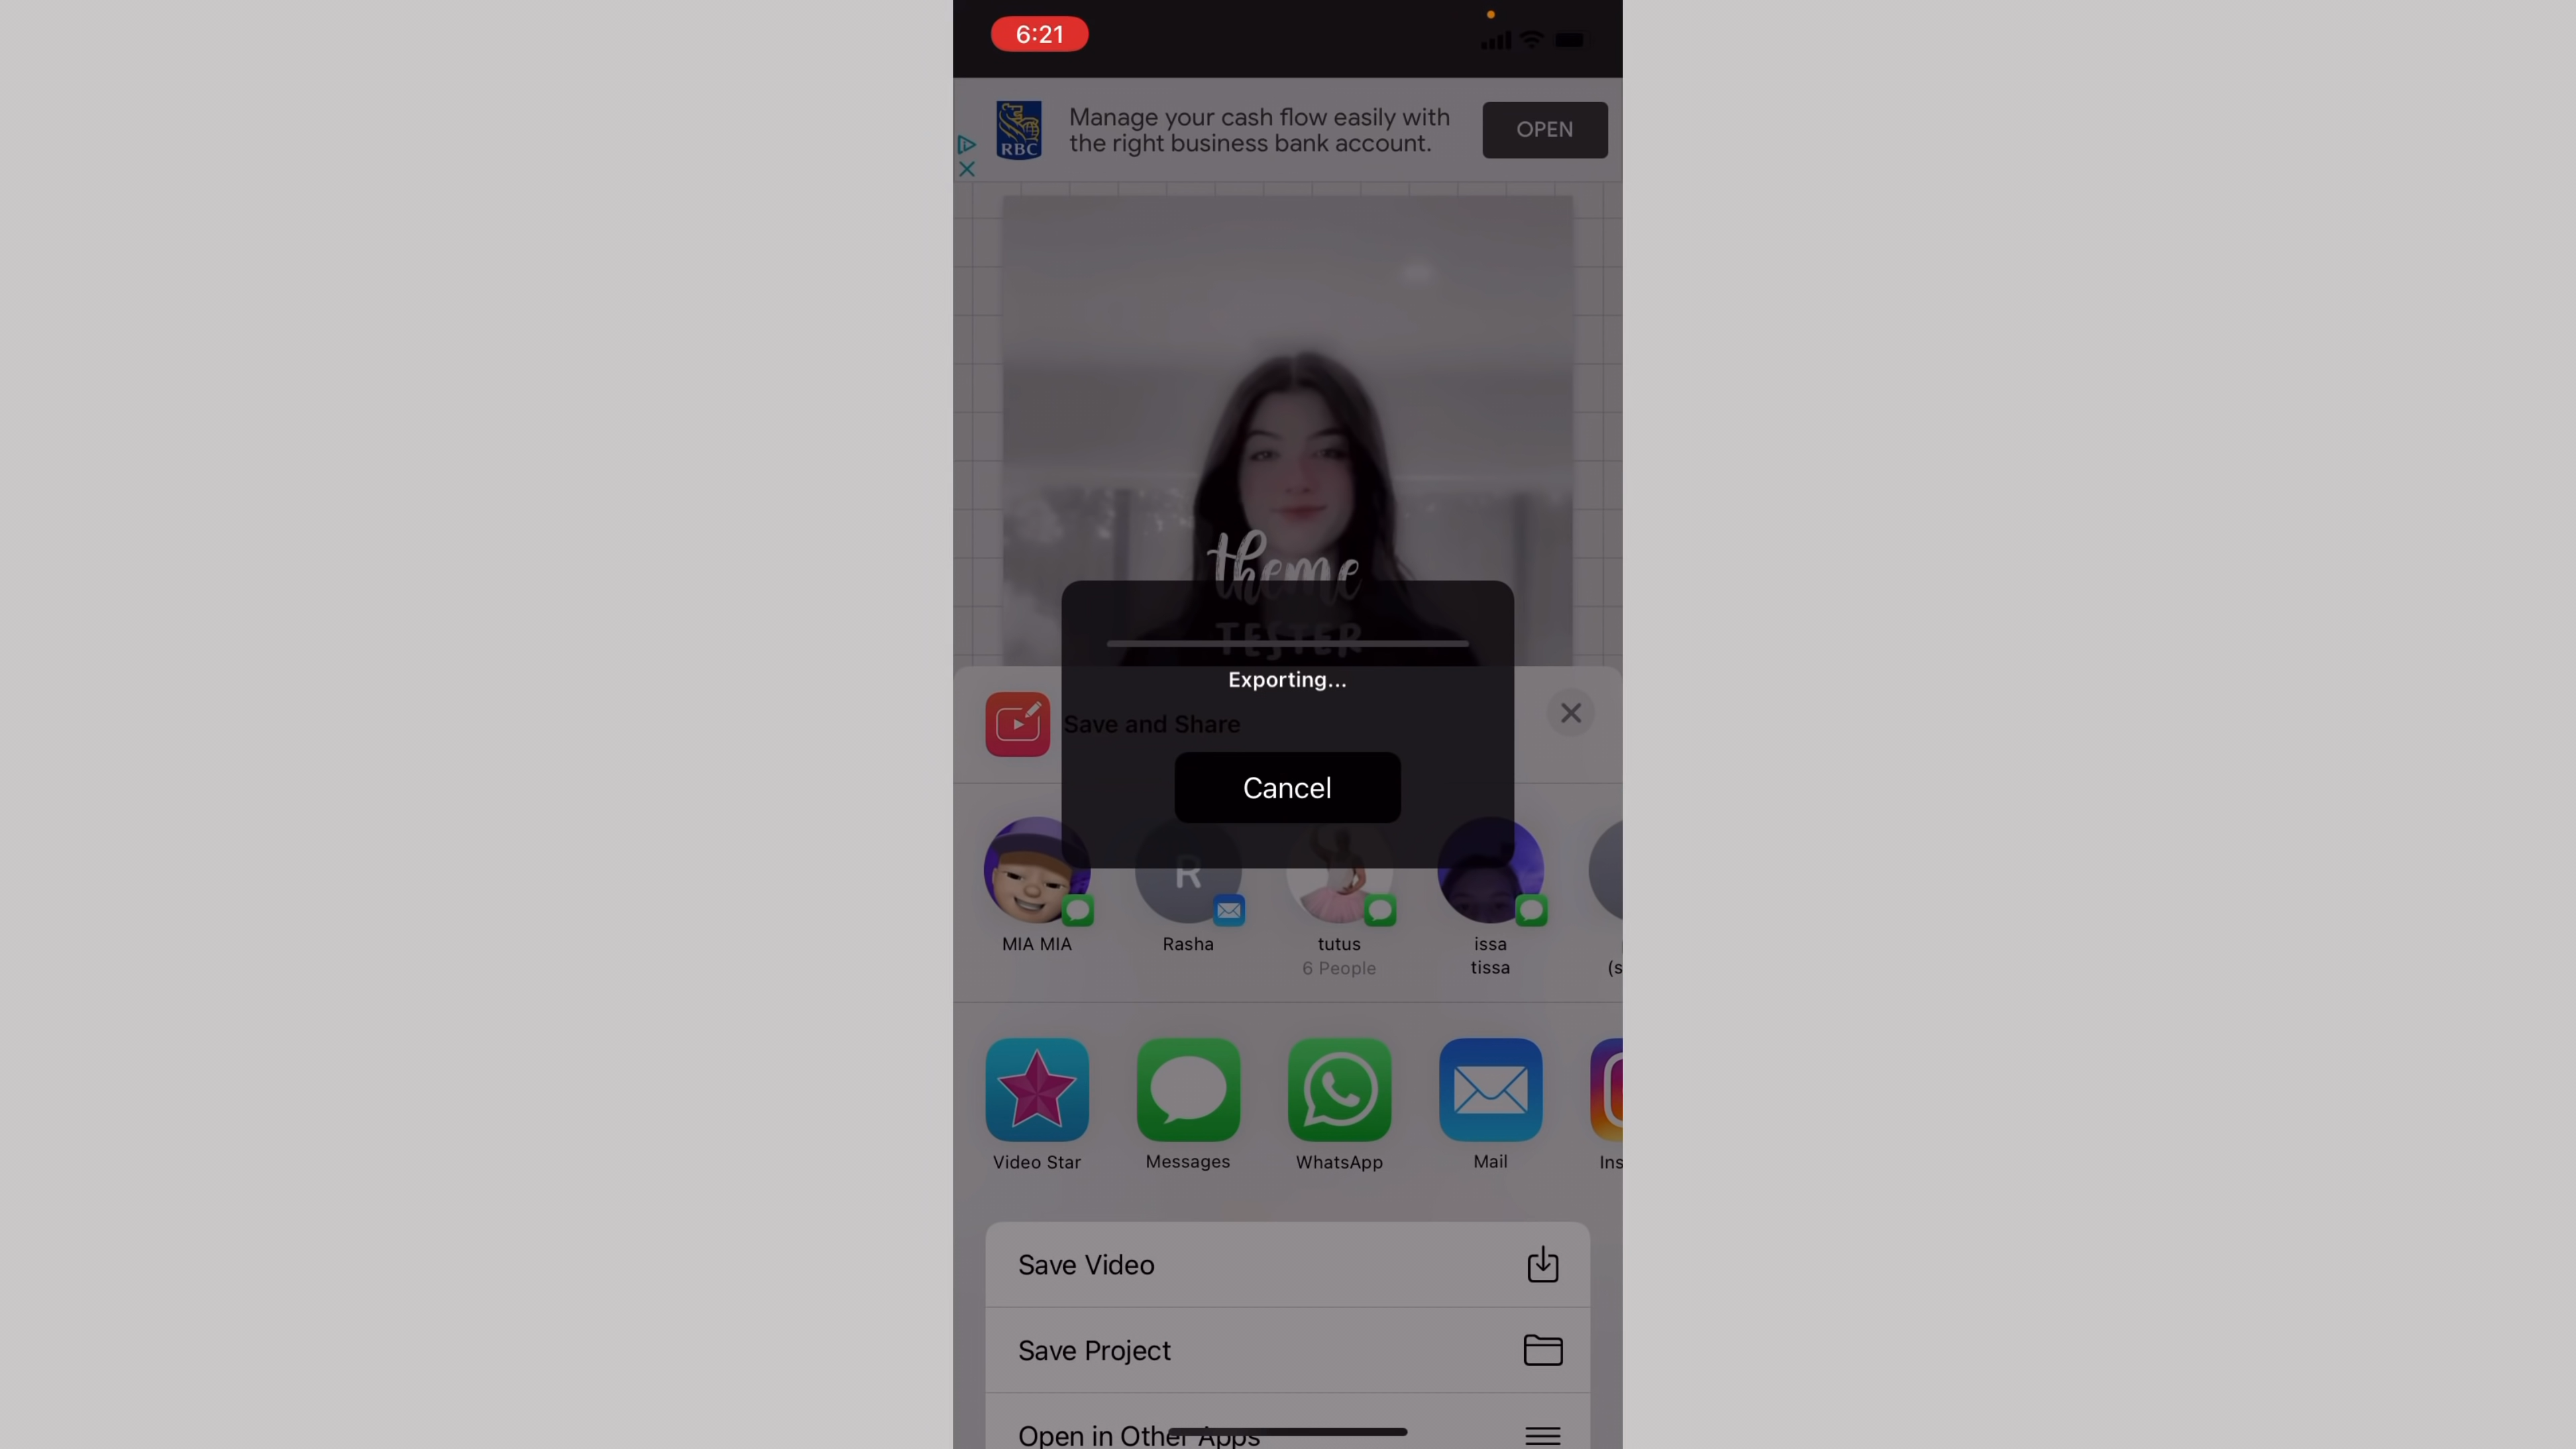 6:21
RBC
Manage your cash flow easily with
the right business bank account.
OPEN
theme
TESTER
Exporting...
Save and Share
Cancel
R
MIA MIA
Rasha
tutus
6 People
issa
tissa
(s
Video Star
Messages
WhatsApp
Mail
Ins
Save Video
Save Project
Open in Other Apps